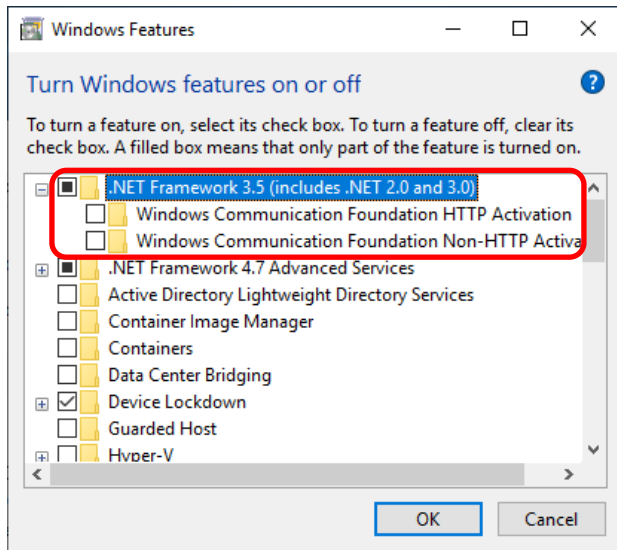 Windows Features
Turn Windows features on or off
To turn a feature on, select its check box. To turn a feature off, clear its
check box. A filled box means that only part of the feature is turned on.
.NET Framework 3.5 (includes .NET 2.0 and 3.0)
Windows Communication Foundation HTTP Activation
Windows Communication Foundation Non-HTTP Activa
.NET Framework 4.7 Advanced Services
Active Directory Lightweight Directory Services
Container Image Manager
Containers
Data Center Bridging
Device Lockdown
Guarded Host
Hyper-V
OK Cancel